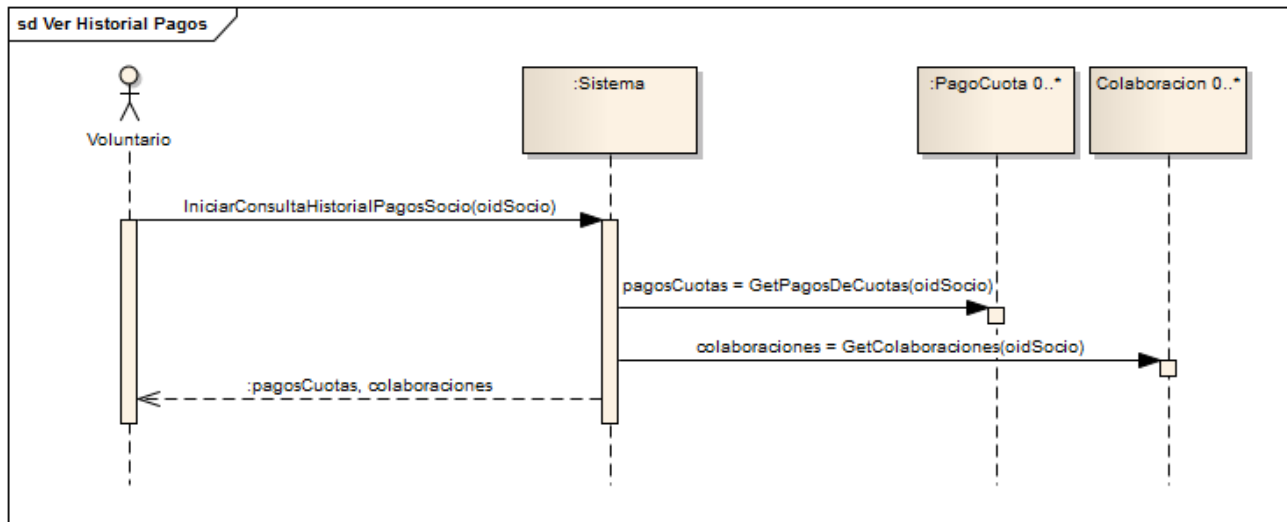 sd Ver Historial Pagos
:Sistema
:PagoCuota 0..*
Colaboracion 0..*
Voluntario
IniciarConsultaHistorialPagosSocio(oidSocio)
pagosCuotas = GetPagosDeCuotas(oidSocio)
colaboraciones = GetColaboraciones(oidSocio)
:pagosCuotas, colaboraciones